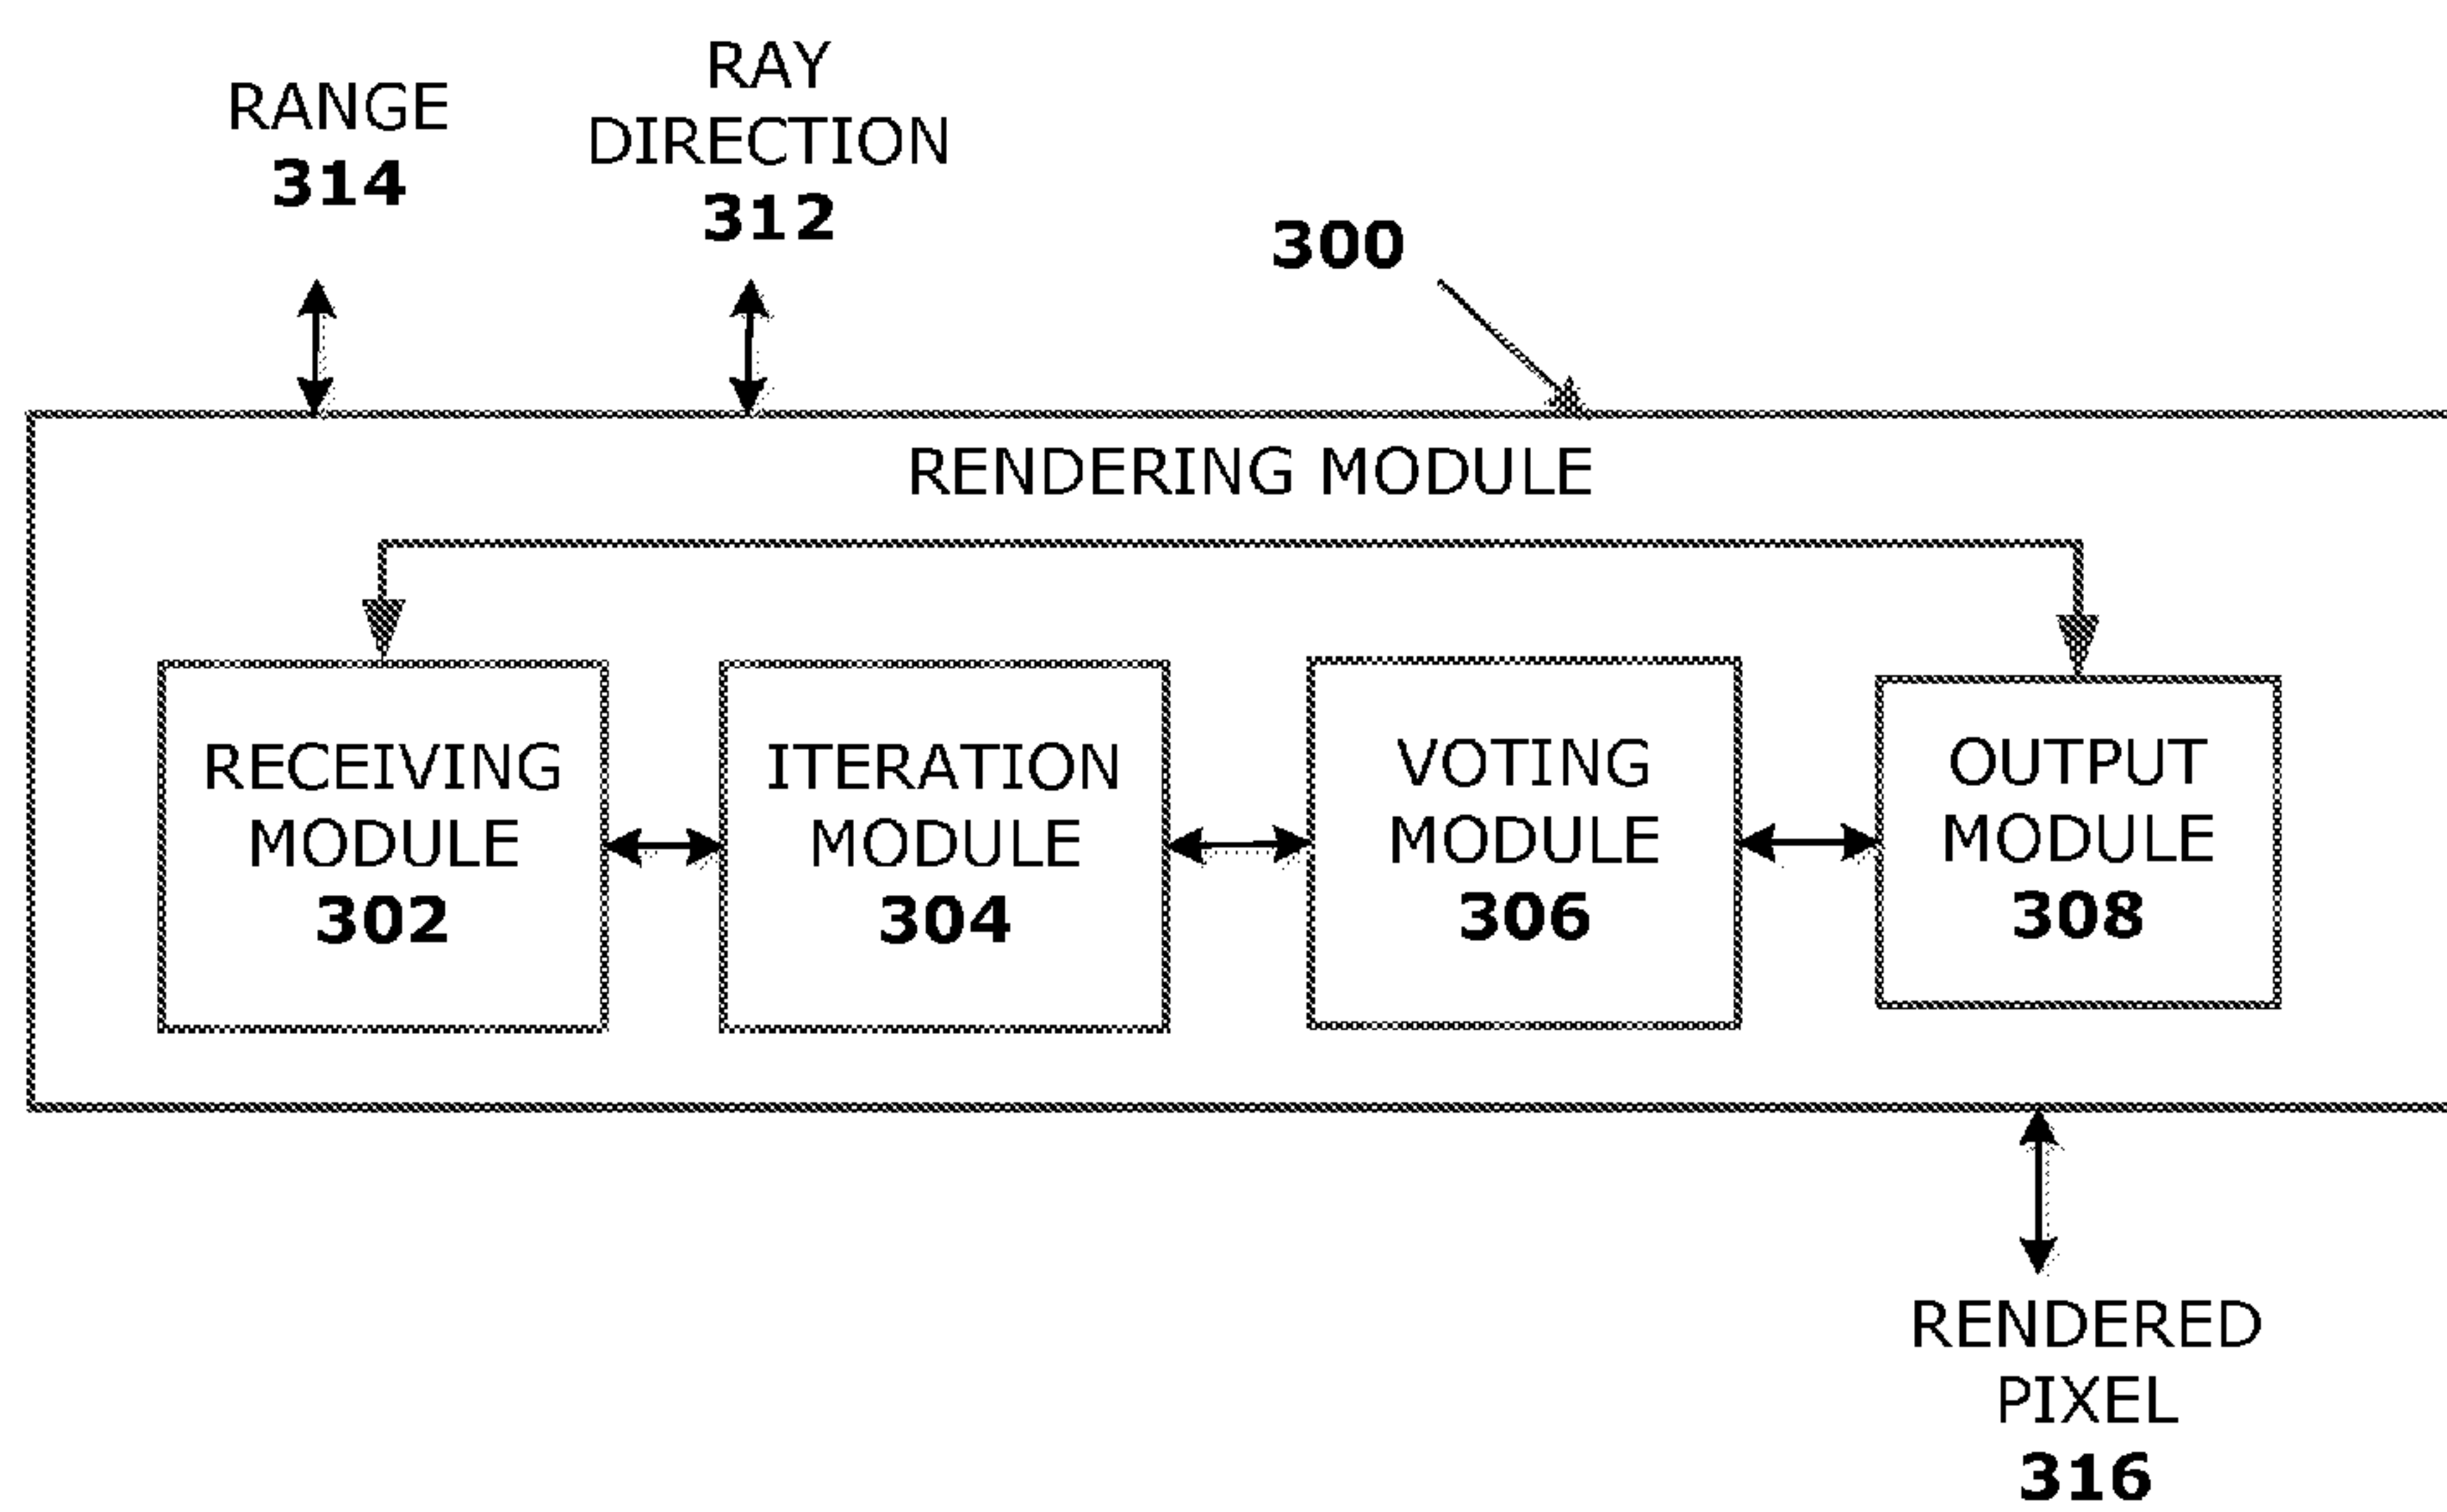 RANGE
314
RAY
DIRECTION
312
300
RENDERING MODULE
RECEIVING
MODULE
302
ITERATION
MODULE
304
VOTING
MODULE
306
OUTPUT
MODULE
308
RENDERED
PIXEL
316